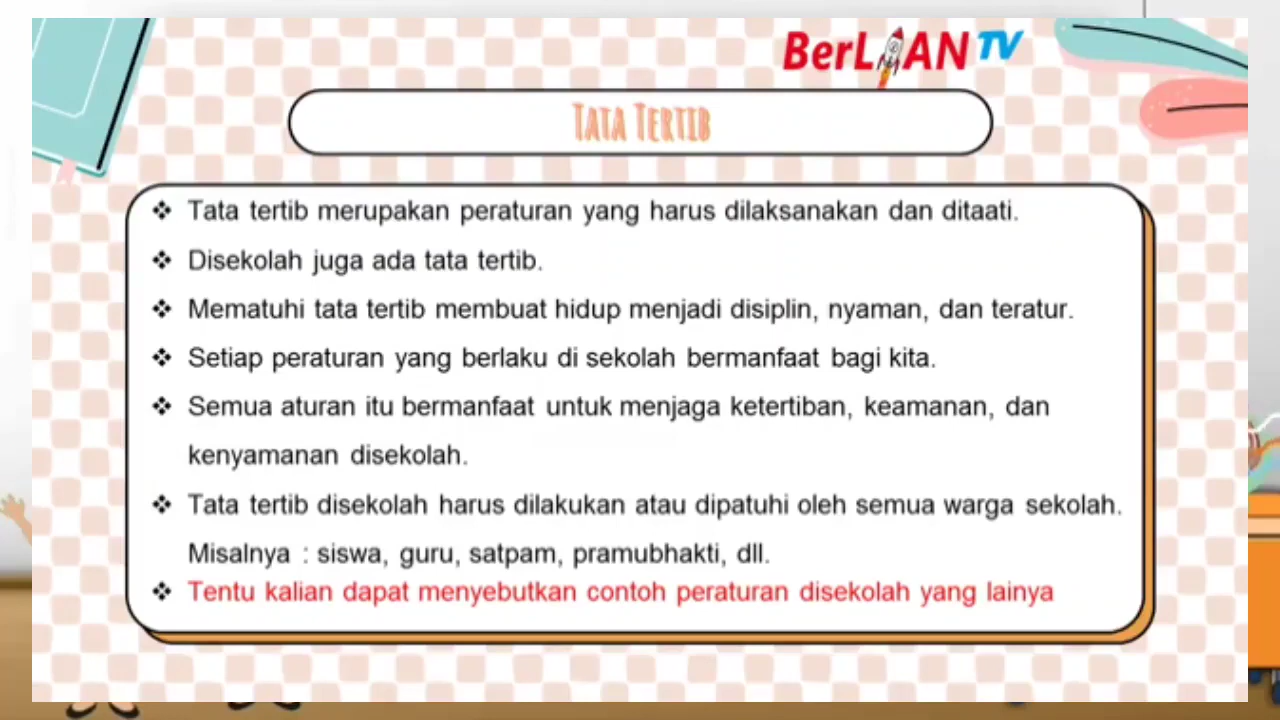 BerLIAN TV
TATA TERTIB
❖ Tata tertib merupakan peraturan yang harus dilaksanakan dan ditaati.
❖ Disekolah juga ada tata tertib.
❖ Mematuhi tata tertib membuat hidup menjadi disiplin, nyaman, dan teratur.
❖ Setiap peraturan yang berlaku di sekolah bermanfaat bagi kita.
❖ Semua aturan itu bermanfaat untuk menjaga ketertiban, keamanan, dan
kenyamanan disekolah.
❖ Tata tertib disekolah harus dilakukan atau dipatuhi oleh semua warga sekolah.
Misalnya : siswa, guru, satpam, pramubhakti, dll.
❖ Tentu kalian dapat menyebutkan contoh peraturan disekolah yang lainya